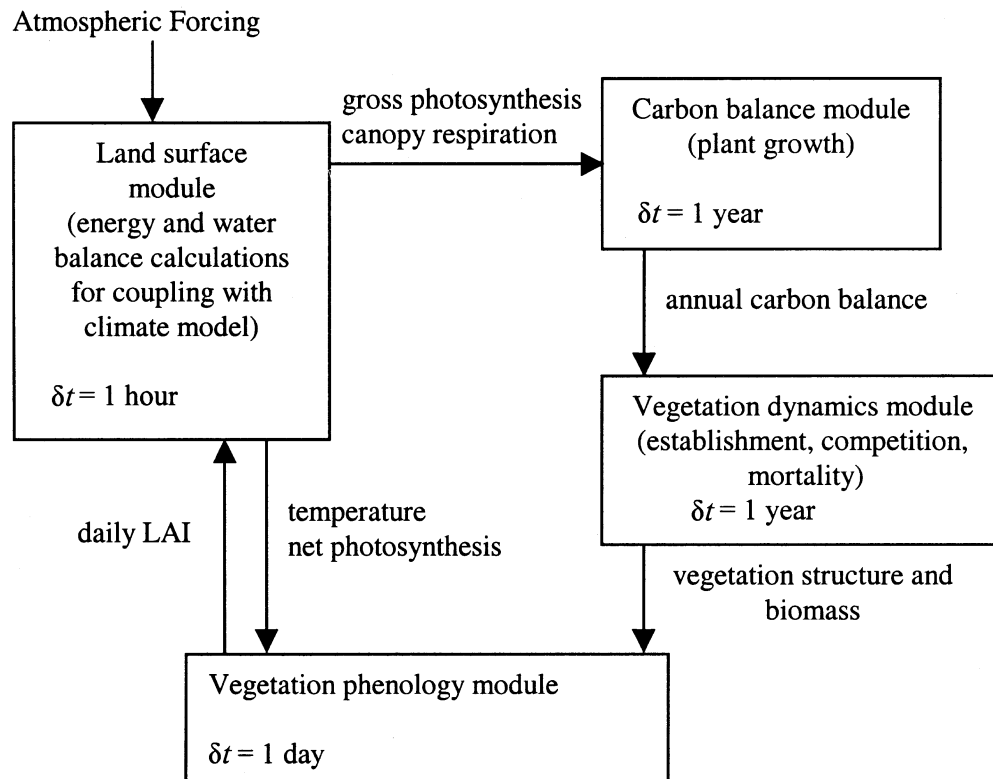 Atmospheric Forcing
Land surface
module
(energy and water
balance calculations
for coupling with
climate model)
δt = 1 hour
gross photosynthesis
canopy respiration
Carbon balance module
(plant growth)
δt = 1 year
annual carbon balance
Vegetation dynamics module
(establishment, competition,
mortality)
δt = 1 year
daily LAI
temperature
net photosynthesis
vegetation structure and
biomass
Vegetation phenology module
δt = 1 day